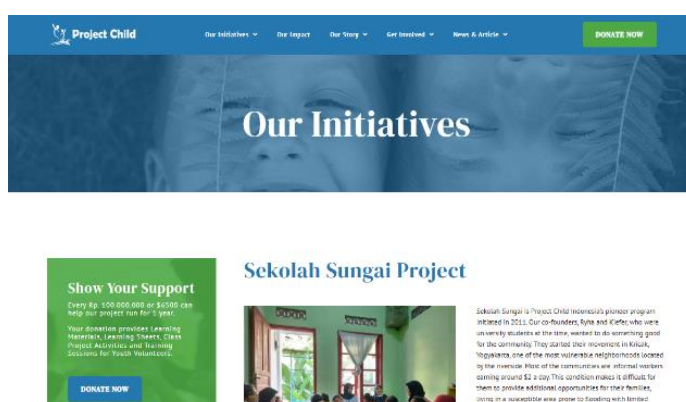 Project Child
Our Initiatives
Our Impact
Our Story
Get Involved
News & Article
DONATE NOW
Our Initiatives
Show Your Support
Every Rp. 100.000.000 or $6500 can
help our project run for 1 year.
Your donation provides Learning
Materials, Learning Sheets, Class
Project Activities and Training
Sessions for Youth Volunteers.
DONATE NOW
Sekolah Sungai Project
Sekolah Sungai is Project Child Indonesia's pioneer program
initiated in 2011. Our co-founders, Ryha and Kiefer, who were
university students at the time, wanted to do something good
for the community. They started their movement in Kricak,
Yogyakarta, one of the most vulnerable neighborhoods located
by the riverside. Most of the communities are informal workers
earning around $2 a day. This condition makes it difficult for
them to provide additional opportunities for their families,
living in a susceptible area prone to flooding with limited